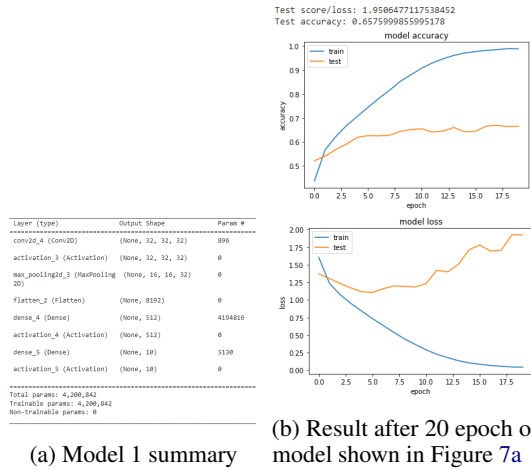 Test score/loss: 1.9506477117538452
Test accuracy: 0.6575999855995178
model accuracy
train
test
1.0
0.9
0.8
0.7
0.6
0.5
accuracy
0.0 2.5 5.0 7.5 10.0 12.5 15.0 17.5
epoch
model loss
train
test
2.00
1.75
1.50
1.25
1.00
0.75
0.50
0.25
0.00
loss
0.0 2.5 5.0 7.5 10.0 12.5 15.0 17.5
epoch
Layer (type) Output Shape Param #
conv2d_4 (Conv2D) (None, 32, 32, 32) 896
activation_3 (Activation) (None, 32, 32, 32) 0
max_pooling2d_3 (MaxPooling (None, 16, 16, 32) 0
2D)
flatten_2 (Flatten) (None, 8192) 0
dense_4 (Dense) (None, 512) 4194816
activation_4 (Activation) (None, 512) 0
dense_5 (Dense) (None, 10) 5130
activation_5 (Activation) (None, 10) 0
Total params: 4,200,842
Trainable params: 4,200,842
Non-trainable params: 0
(a) Model 1 summary
(b) Result after 20 epoch o
model shown in Figure 7a